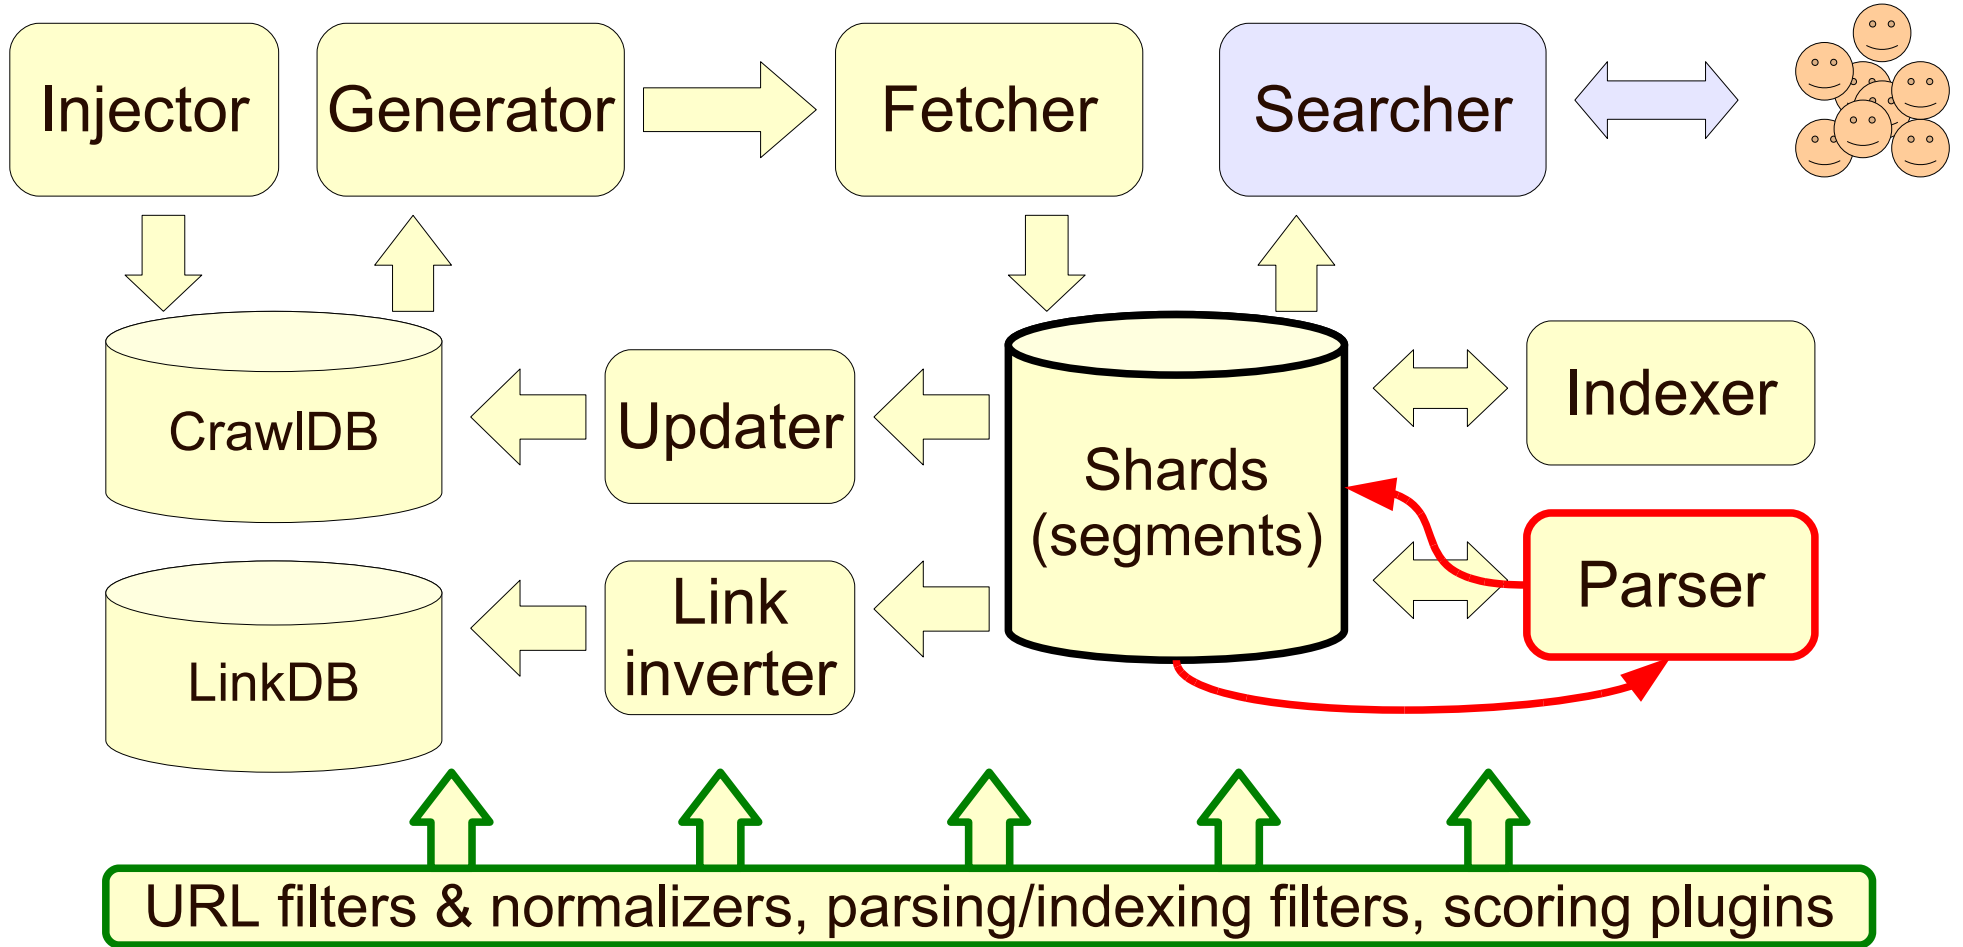 Injector
Generator
Fetcher
Searcher
CrawlDB
Updater
Shards
(segments)
Indexer
LinkDB
Link
inverter
Parser
URL filters & normalizers, parsing/indexing filters, scoring plugins